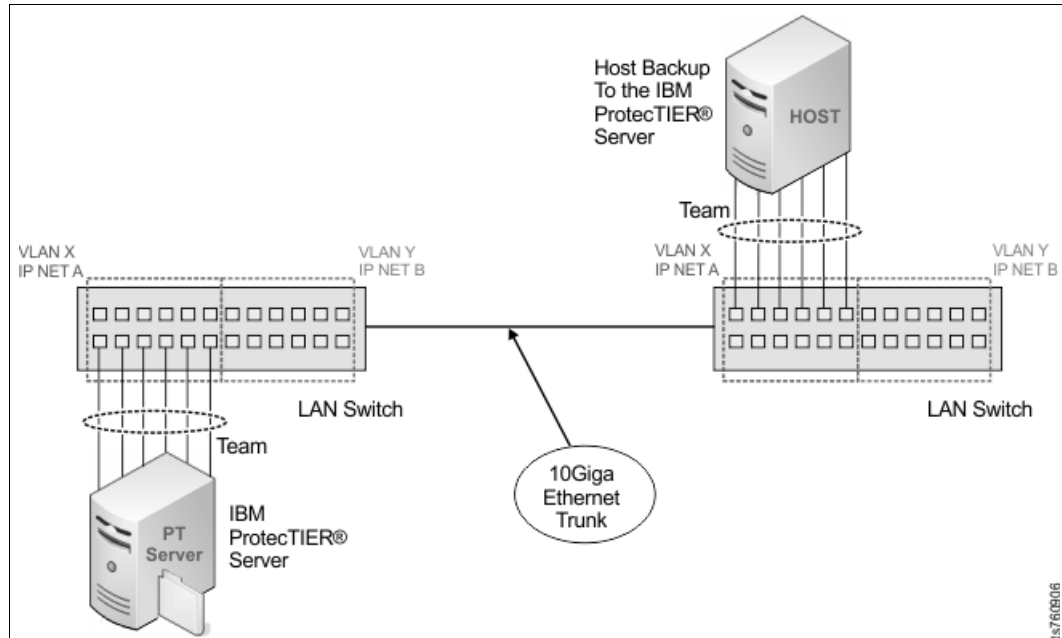 Host Backup
To the IBM
ProtecTIER®
Server
HOST
Team
VLAN X
IP NET A
VLAN Y
IP NET B
VLAN X
IP NET A
VLAN Y
IP NET B
LAN Switch
LAN Switch
Team
10Giga
Ethernet
Trunk
PT
Server
IBM
ProtecTIER®
Server
ts760906